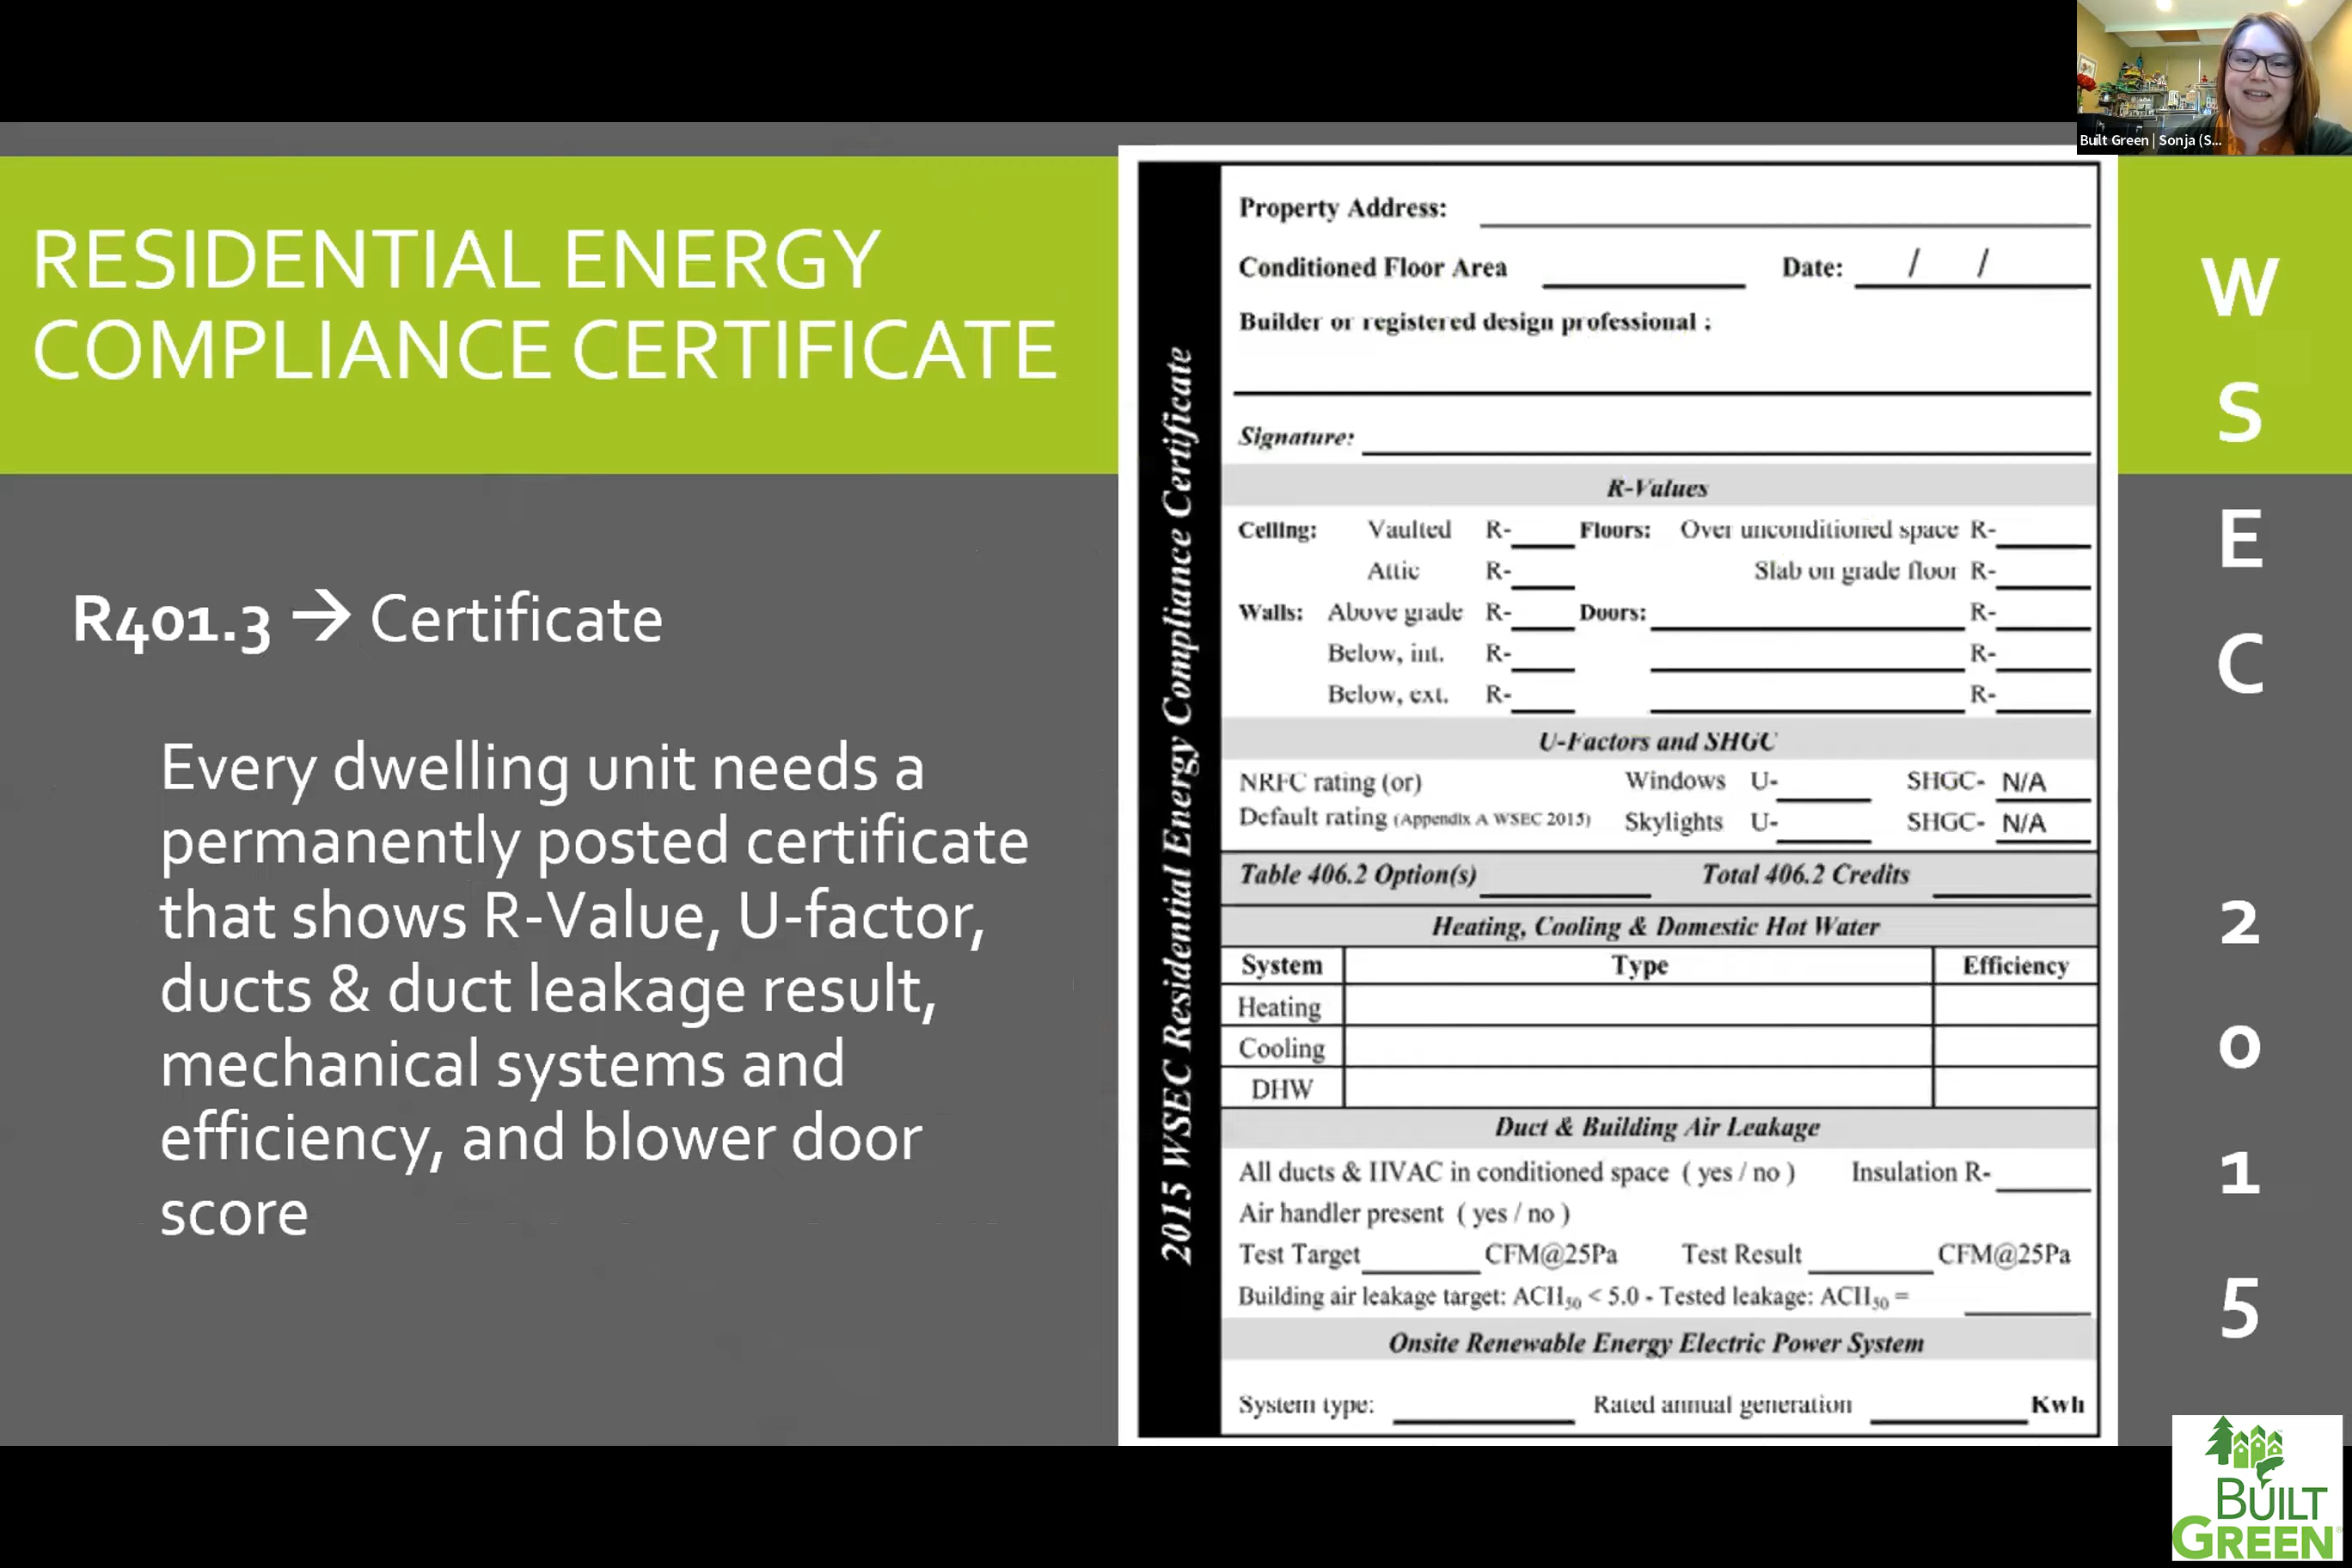 Built Green | Sonja (S...
RESIDENTIAL ENERGY
COMPLIANCE CERTIFICATE
R401.3 → Certificate
Every dwelling unit needs a
permanently posted certificate
that shows R-Value, U-factor,
ducts & duct leakage result,
mechanical systems and
efficiency, and blower door
score
2015 WSEC Residential Energy Compliance Certificate
Property Address:
Conditioned Floor Area Date: / /
Builder or registered design professional :
Signature:
R-Values
Ceiling: Vaulted R- Floors: Over unconditioned space R-
Attic R- Slab on grade floor R-
Walls: Above grade R- Doors: R-
Below, int. R- R-
Below, ext. R- R-
U-Factors and SHGC
NRFC rating (or) Windows U- SHGC- N/A
Default rating (Appendix A WSEC 2015) Skylights U- SHGC- N/A
Table 406.2 Option(s) Total 406.2 Credits
Heating, Cooling & Domestic Hot Water
System Type Efficiency
Heating
Cooling
DHW
Duct & Building Air Leakage
All ducts & HVAC in conditioned space ( yes / no ) Insulation R-
Air handler present ( yes / no )
Test Target CFM@25Pa Test Result CFM@25Pa
Building air leakage target: ACH50 < 5.0 - Tested leakage: ACH50 =
Onsite Renewable Energy Electric Power System
System type: Rated annual generation Kwh
W
S
E
C
2
0
1
5
BUILT
GREEN